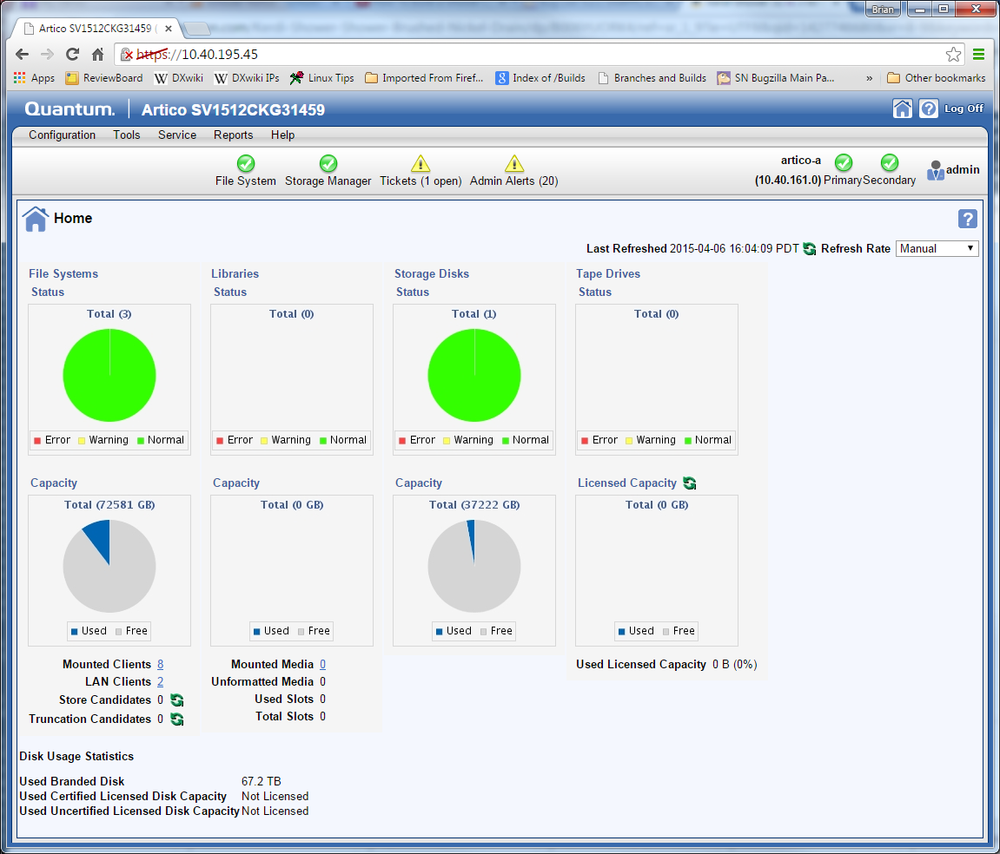 Brian
Artico SV1512CKG31459 (
https://10.40.195.45
Apps ReviewBoard DXwiki DXwiki IPs Linux Tips Imported From Firef... Index of /Builds Branches and Builds SN Bugzilla Main Pa... » Other bookmarks
Quantum. Artico SV1512CKG31459 Log Off
Configuration Tools Service Reports Help
File System Storage Manager Tickets (1 open) Admin Alerts (20)
artico-a
(10.40.161.0) Primary Secondary
admin
Home
Last Refreshed 2015-04-06 16:04:09 PDT Refresh Rate Manual
File Systems Libraries Storage Disks Tape Drives
Status Status Status Status
Total (3) Total (0) Total (1) Total (0)
Error Warning Normal Error Warning Normal Error Warning Normal Error Warning Normal
Capacity Capacity Capacity Licensed Capacity
Total (72581 GB) Total (0 GB) Total (37222 GB) Total (0 GB)
Used Free Used Free Used Free Used Free
Mounted Clients 8 Mounted Media 0 Used Licensed Capacity 0 B (0%)
LAN Clients 2 Unformatted Media 0
Store Candidates 0 Used Slots 0
Truncation Candidates 0 Total Slots 0
Disk Usage Statistics
Used Branded Disk 67.2 TB
Used Certified Licensed Disk Capacity Not Licensed
Used Uncertified Licensed Disk Capacity Not Licensed